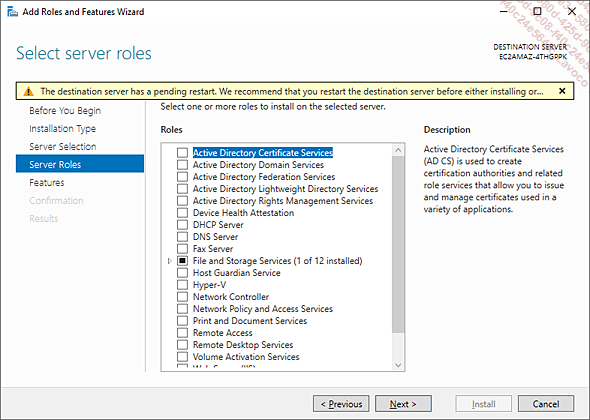 Add Roles and Features Wizard
Select server roles
DESTINATION SERVER
EC2AMAZ-4THGPPK
The destination server has a pending restart. We recommend that you restart the destination server before either installing or...
Before You Begin
Installation Type
Server Selection
Server Roles
Features
Confirmation
Results
Select one or more roles to install on the selected server.
Roles
Active Directory Certificate Services
Active Directory Domain Services
Active Directory Federation Services
Active Directory Lightweight Directory Services
Active Directory Rights Management Services
Device Health Attestation
DHCP Server
DNS Server
Fax Server
File and Storage Services (1 of 12 installed)
Host Guardian Service
Hyper-V
Network Controller
Network Policy and Access Services
Print and Document Services
Remote Access
Remote Desktop Services
Volume Activation Services
Description
Active Directory Certificate Services
(AD CS) is used to create
certification authorities and related
role services that allow you to issue
and manage certificates used in a
variety of applications.
< Previous
Next >
Install
Cancel